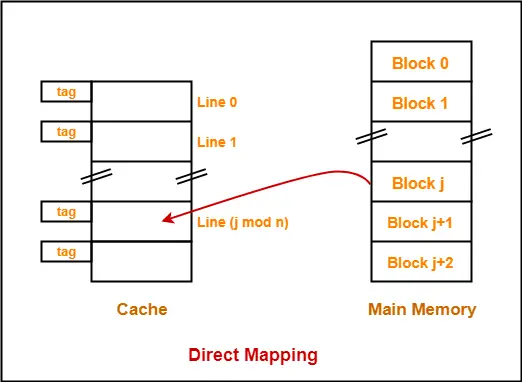 tag
Line 0
tag
Line 1
tag
Line (j mod n)
tag
Cache
Block 0
Block 1
Block j
Block j+1
Block j+2
Main Memory
Direct Mapping